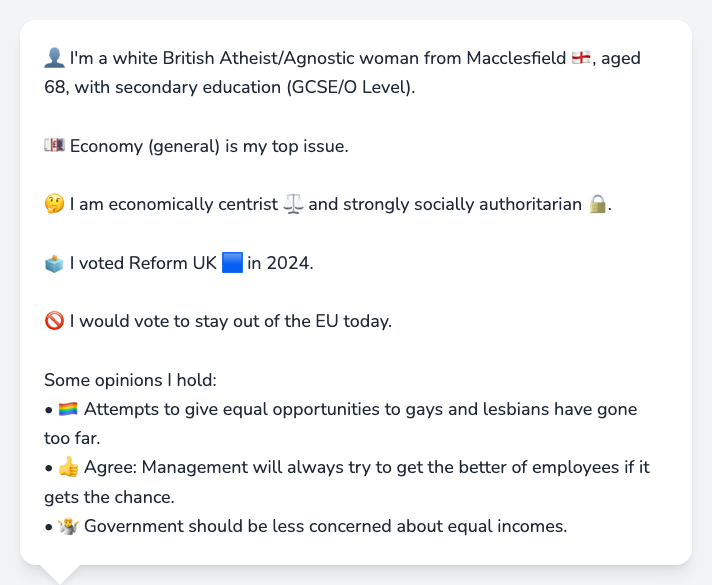 👤 I'm a white British Atheist/Agnostic woman from Macclesfield 🏴󠁧󠁢󠁥󠁮󠁧󠁿, aged
68, with secondary education (GCSE/O Level).
💷 Economy (general) is my top issue.
🤔 I am economically centrist ⚖️ and strongly socially authoritarian 🔒.
🗳️ I voted Reform UK 🟦 in 2024.
🚫 I would vote to stay out of the EU today.
Some opinions I hold:
• 🏳️‍🌈 Attempts to give equal opportunities to gays and lesbians have gone
too far.
• 👍 Agree: Management will always try to get the better of employees if it
gets the chance.
• 🤷 Government should be less concerned about equal incomes.